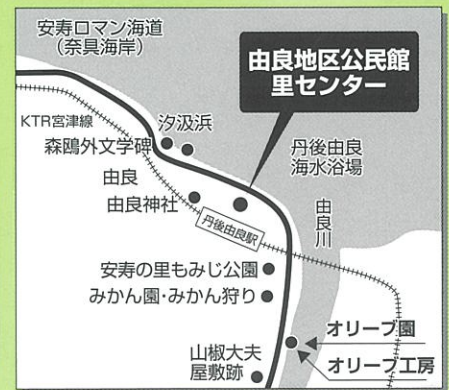 安寿ロマン海道
(奈具海岸)
由良地区公民館
里センター
KTR宮津線
汐汲浜
森鴎外文学碑
丹後由良
海水浴場
由良
由良神社
由良川
丹後由良駅
安寿の里もみじ公園
みかん園・みかん狩り
オリーブ園
山椒大夫
屋敷跡
オリーブ工房